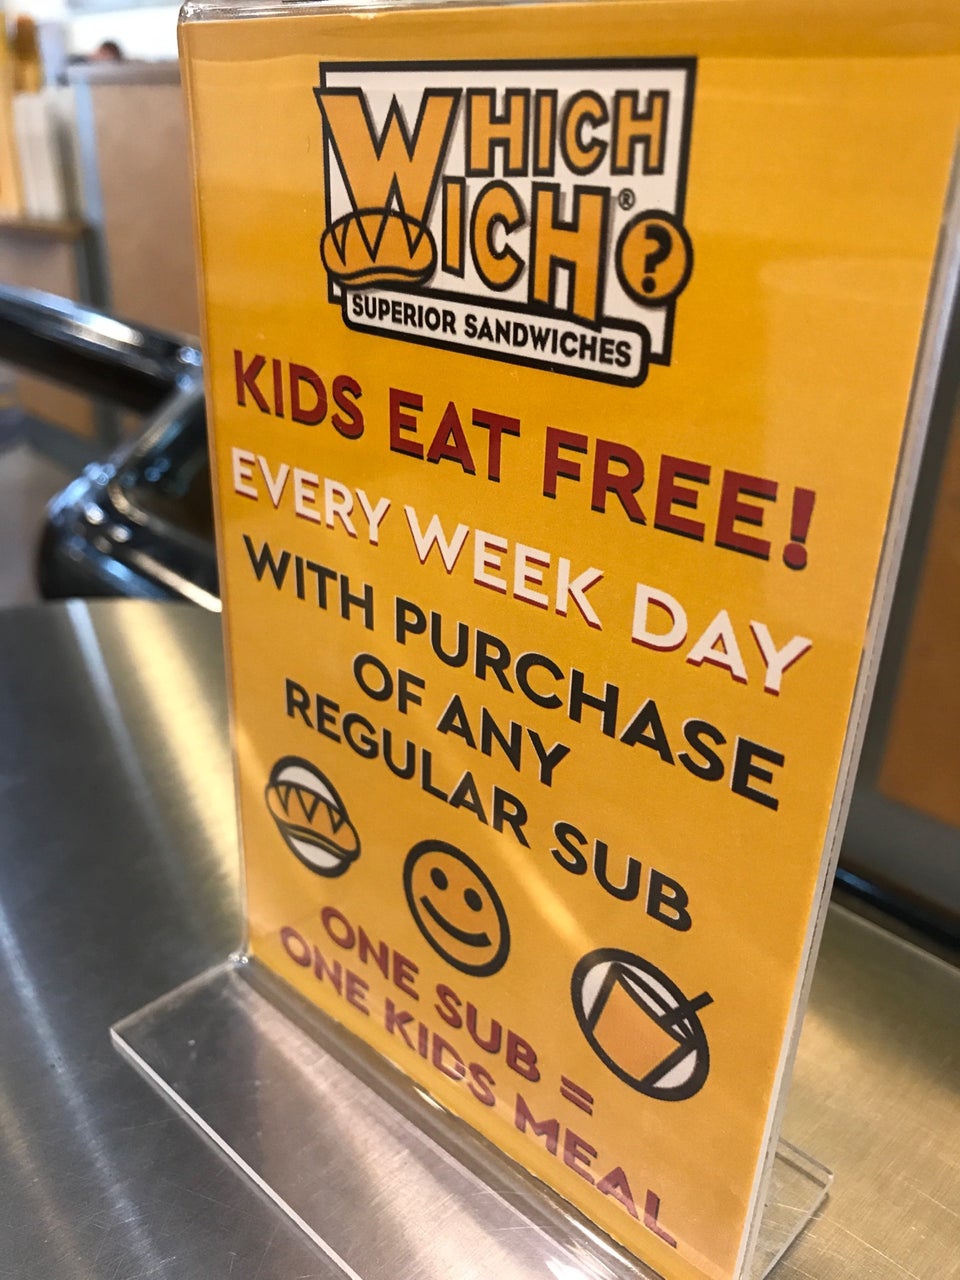 WHICH
WICH®?
SUPERIOR SANDWICHES
KIDS EAT FREE!
EVERY WEEK DAY
WITH PURCHASE
OF ANY
REGULAR SUB
ONE SUB =
ONE KIDS MEAL